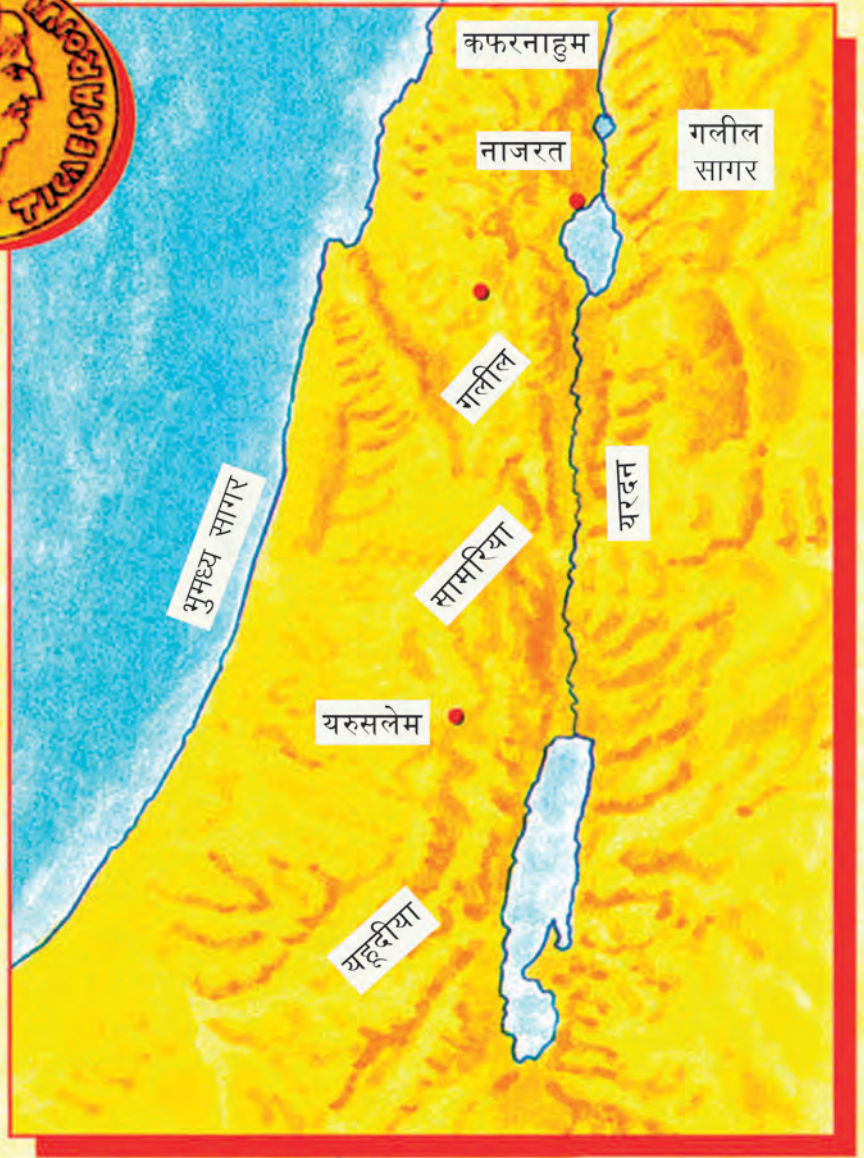 कफरनाहुम
नाजरत
गलील
सागर
गलील
यरदन
भुमध्य सागर
सामरिया
यरुसलेम
यहूदीया